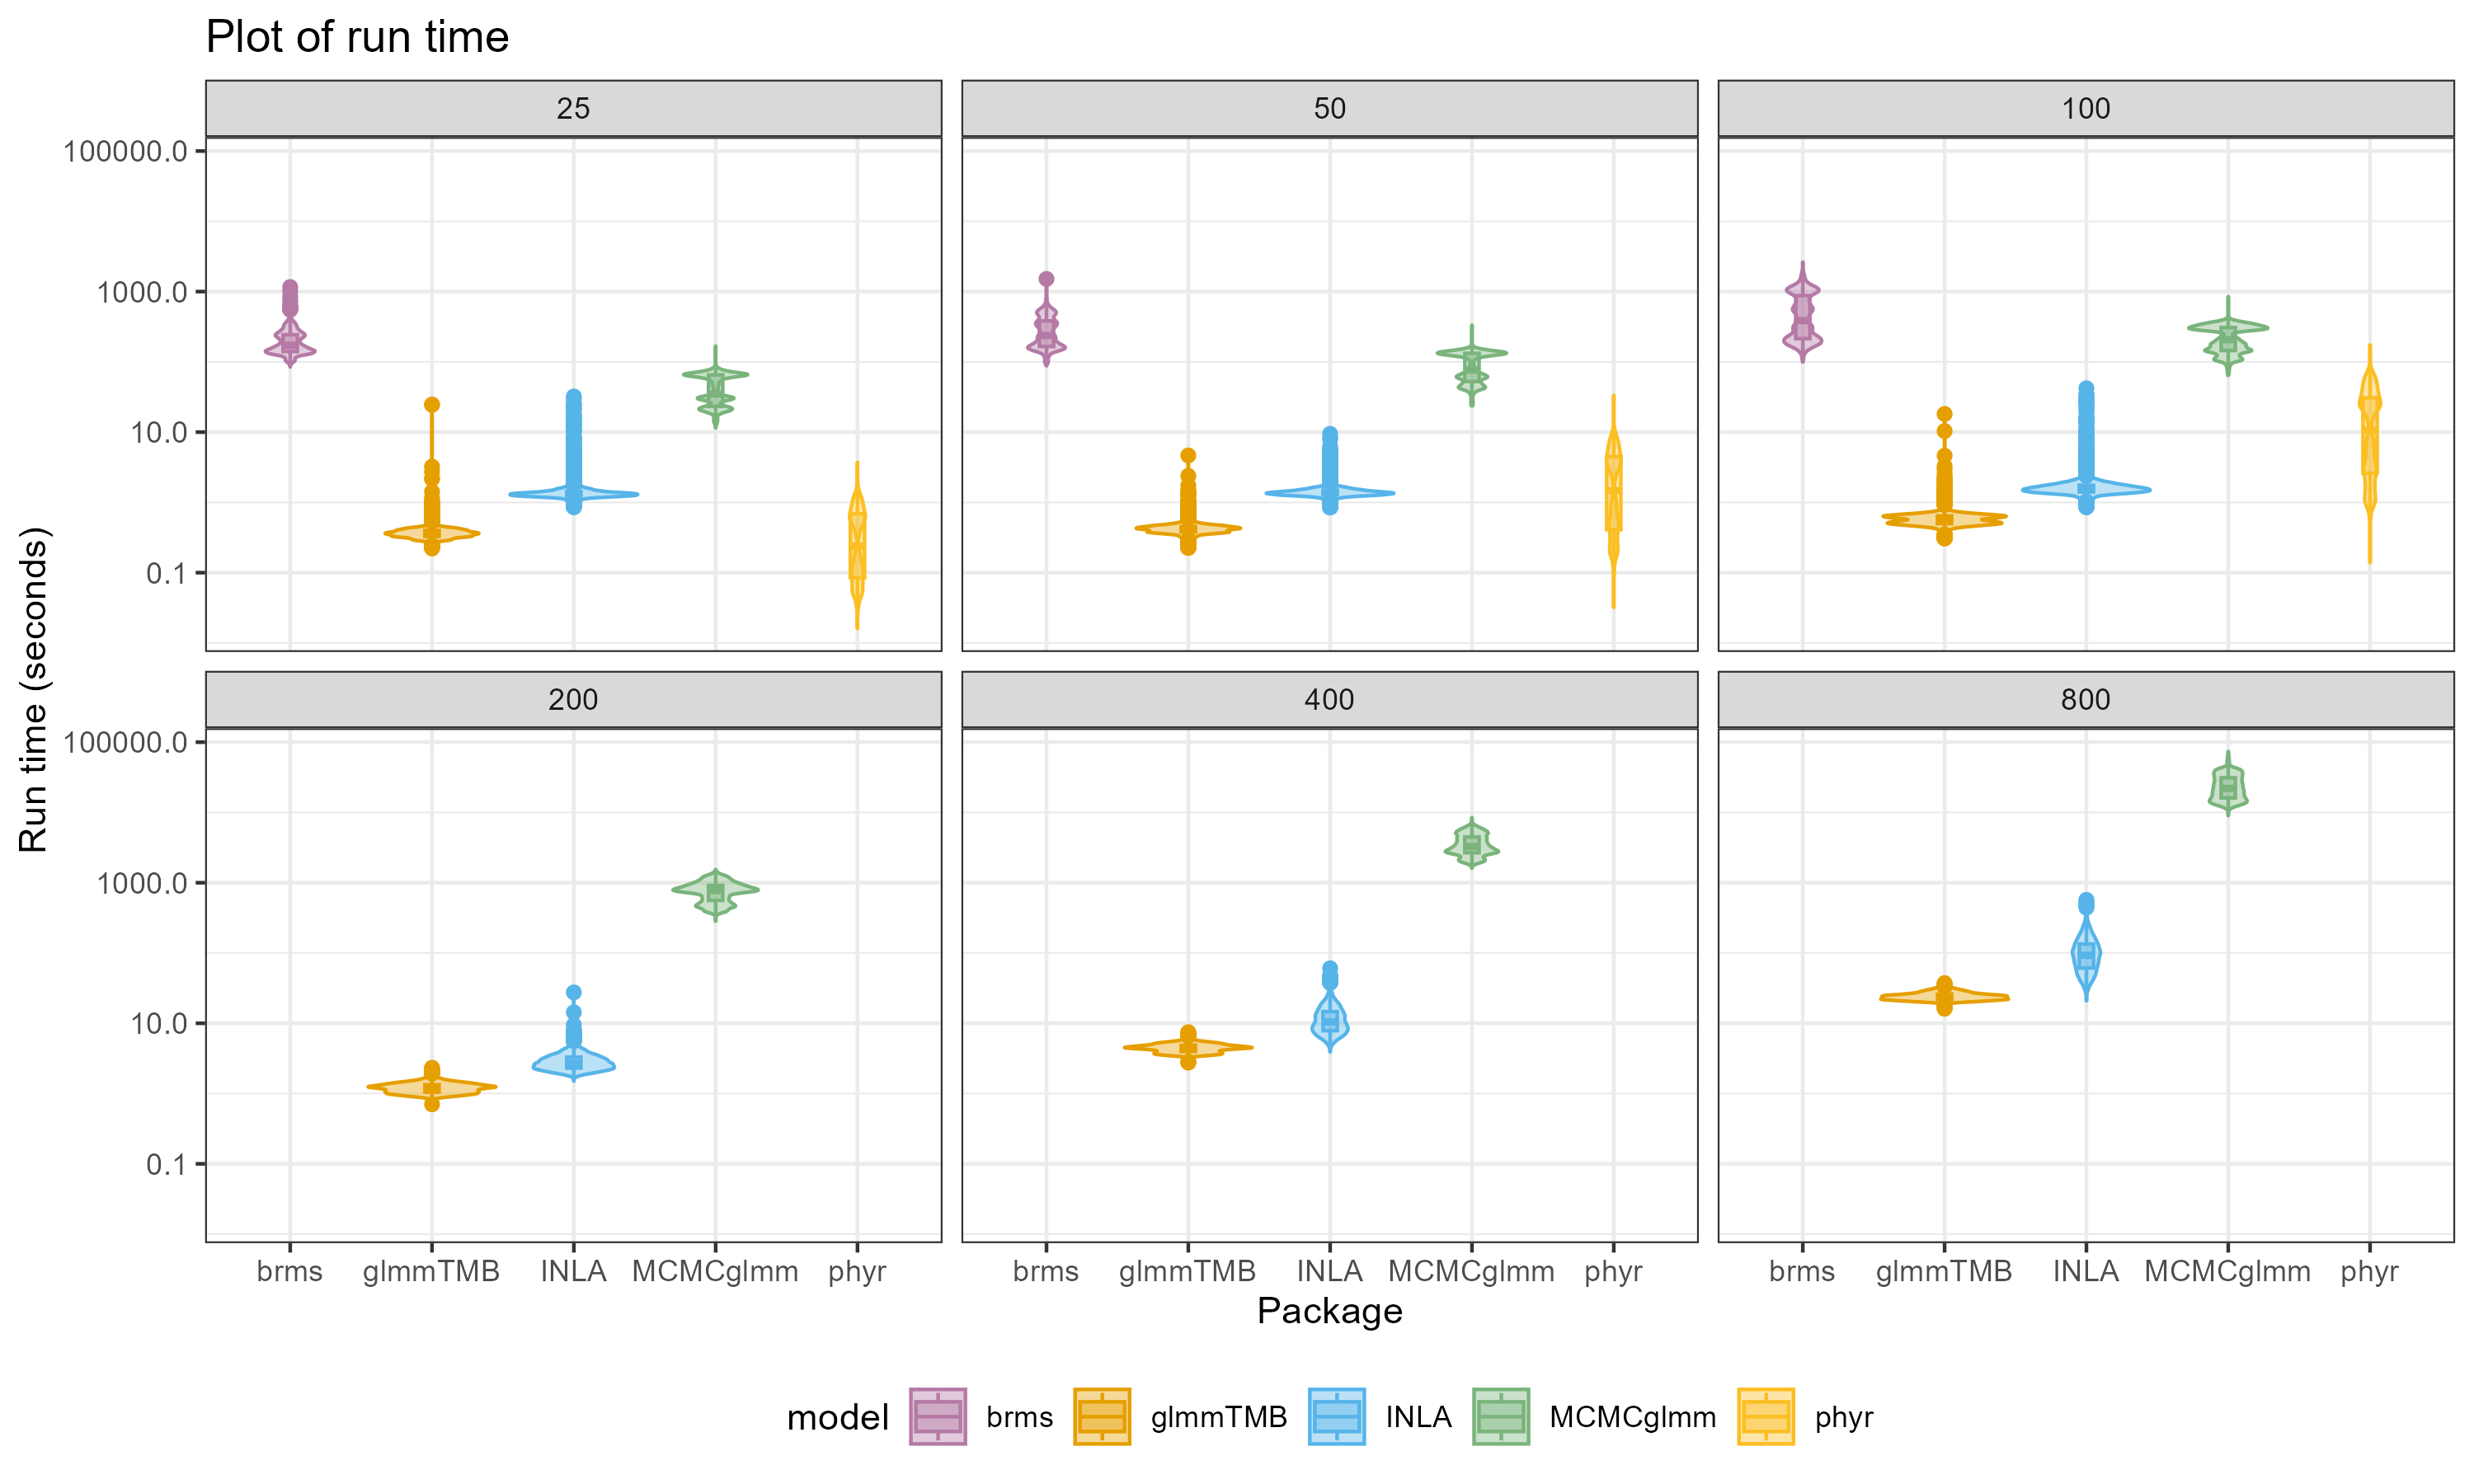 Plot of run time
25
50
100
100000.0
1000.0
10.0
0.1
200
400
800
100000.0
1000.0
10.0
0.1
Run time (seconds)
brms glmmTMB INLA MCMCglmm phyr
brms glmmTMB INLA MCMCglmm phyr
brms glmmTMB INLA MCMCglmm phyr
Package
model brms glmmTMB INLA MCMCglmm phyr